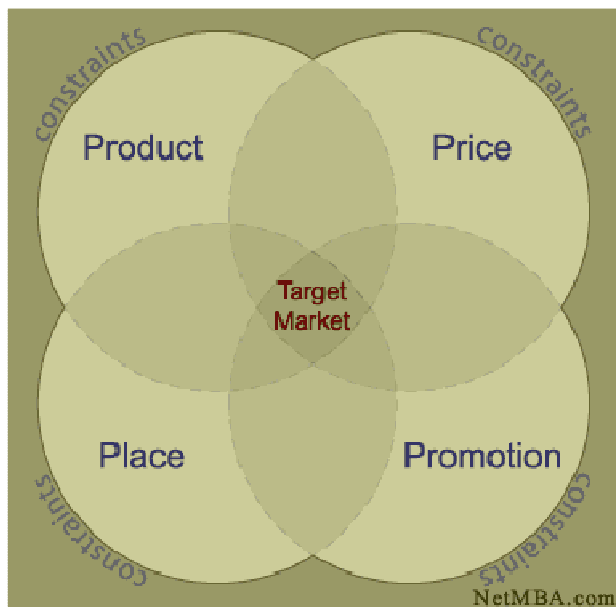 constraints
constraints
Product
Price
Target
Market
Place
Promotion
constraints
constraints
NetMBA.com